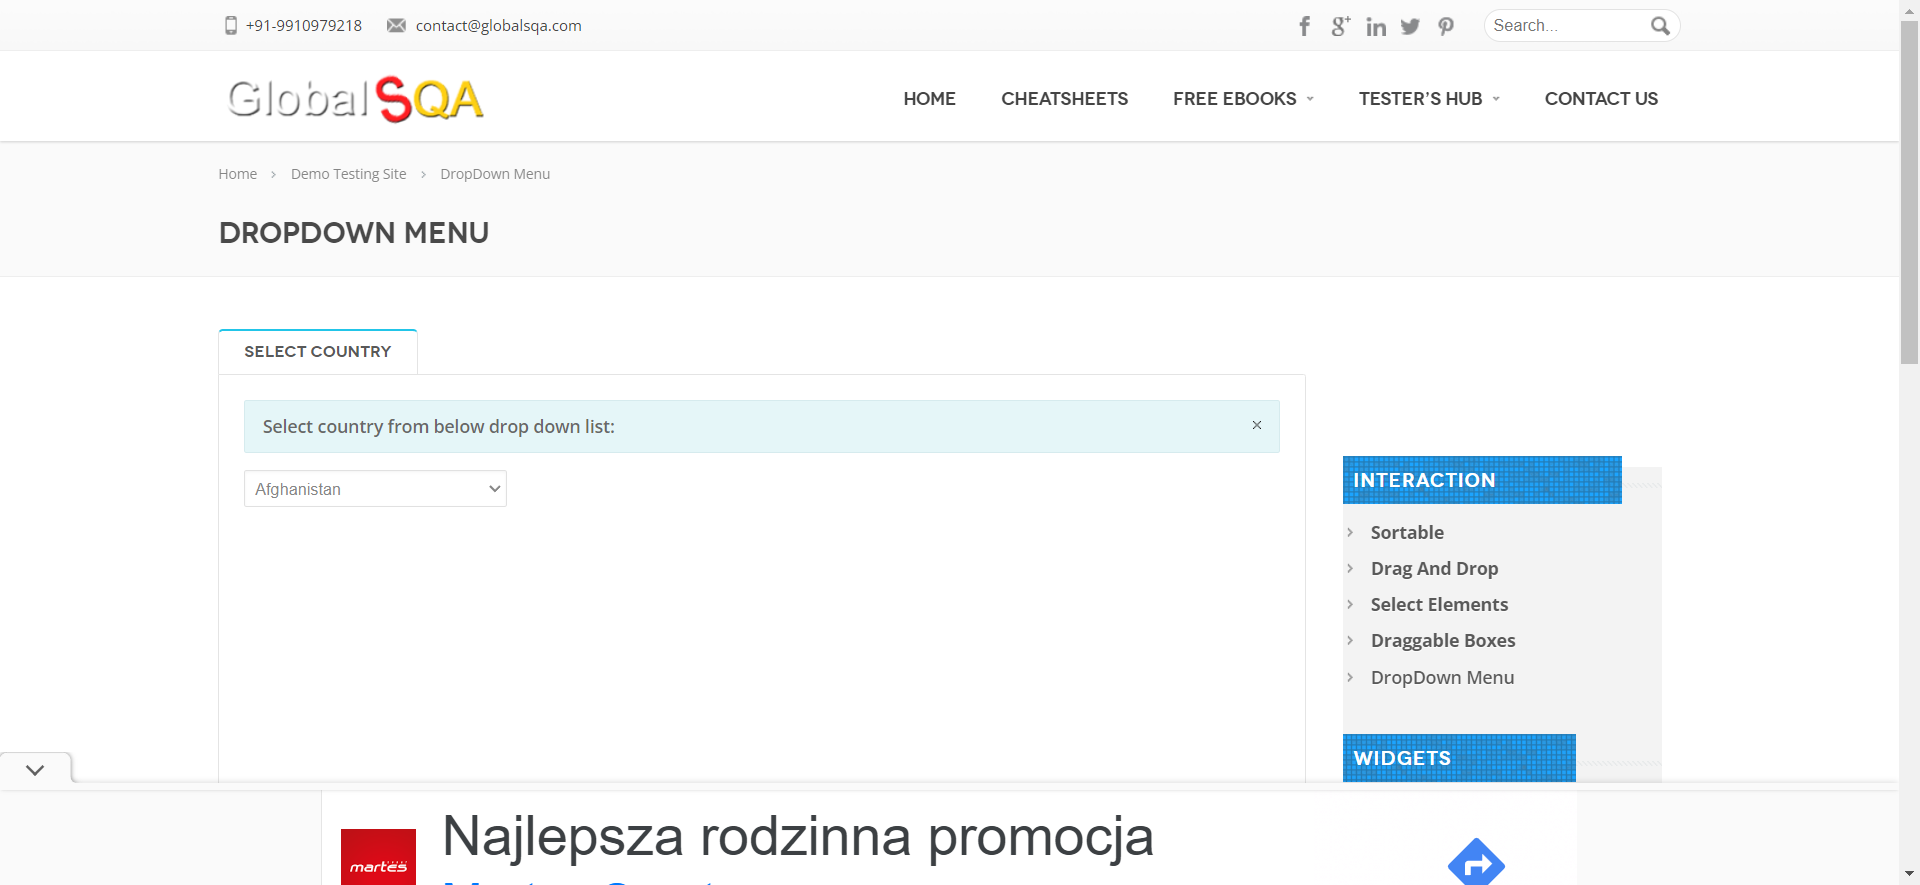 +91-9910979218 contact@globalsqa.com Search...
GlobalSQA HOME CHEATSHEETS FREE EBOOKS TESTER'S HUB CONTACT US
Home > Demo Testing Site > DropDown Menu
DROPDOWN MENU
SELECT COUNTRY
Select country from below drop down list: ×
Afghanistan
INTERACTION
Sortable
Drag And Drop
Select Elements
Draggable Boxes
DropDown Menu
WIDGETS
Najlepsza rodzinna promocja
martes